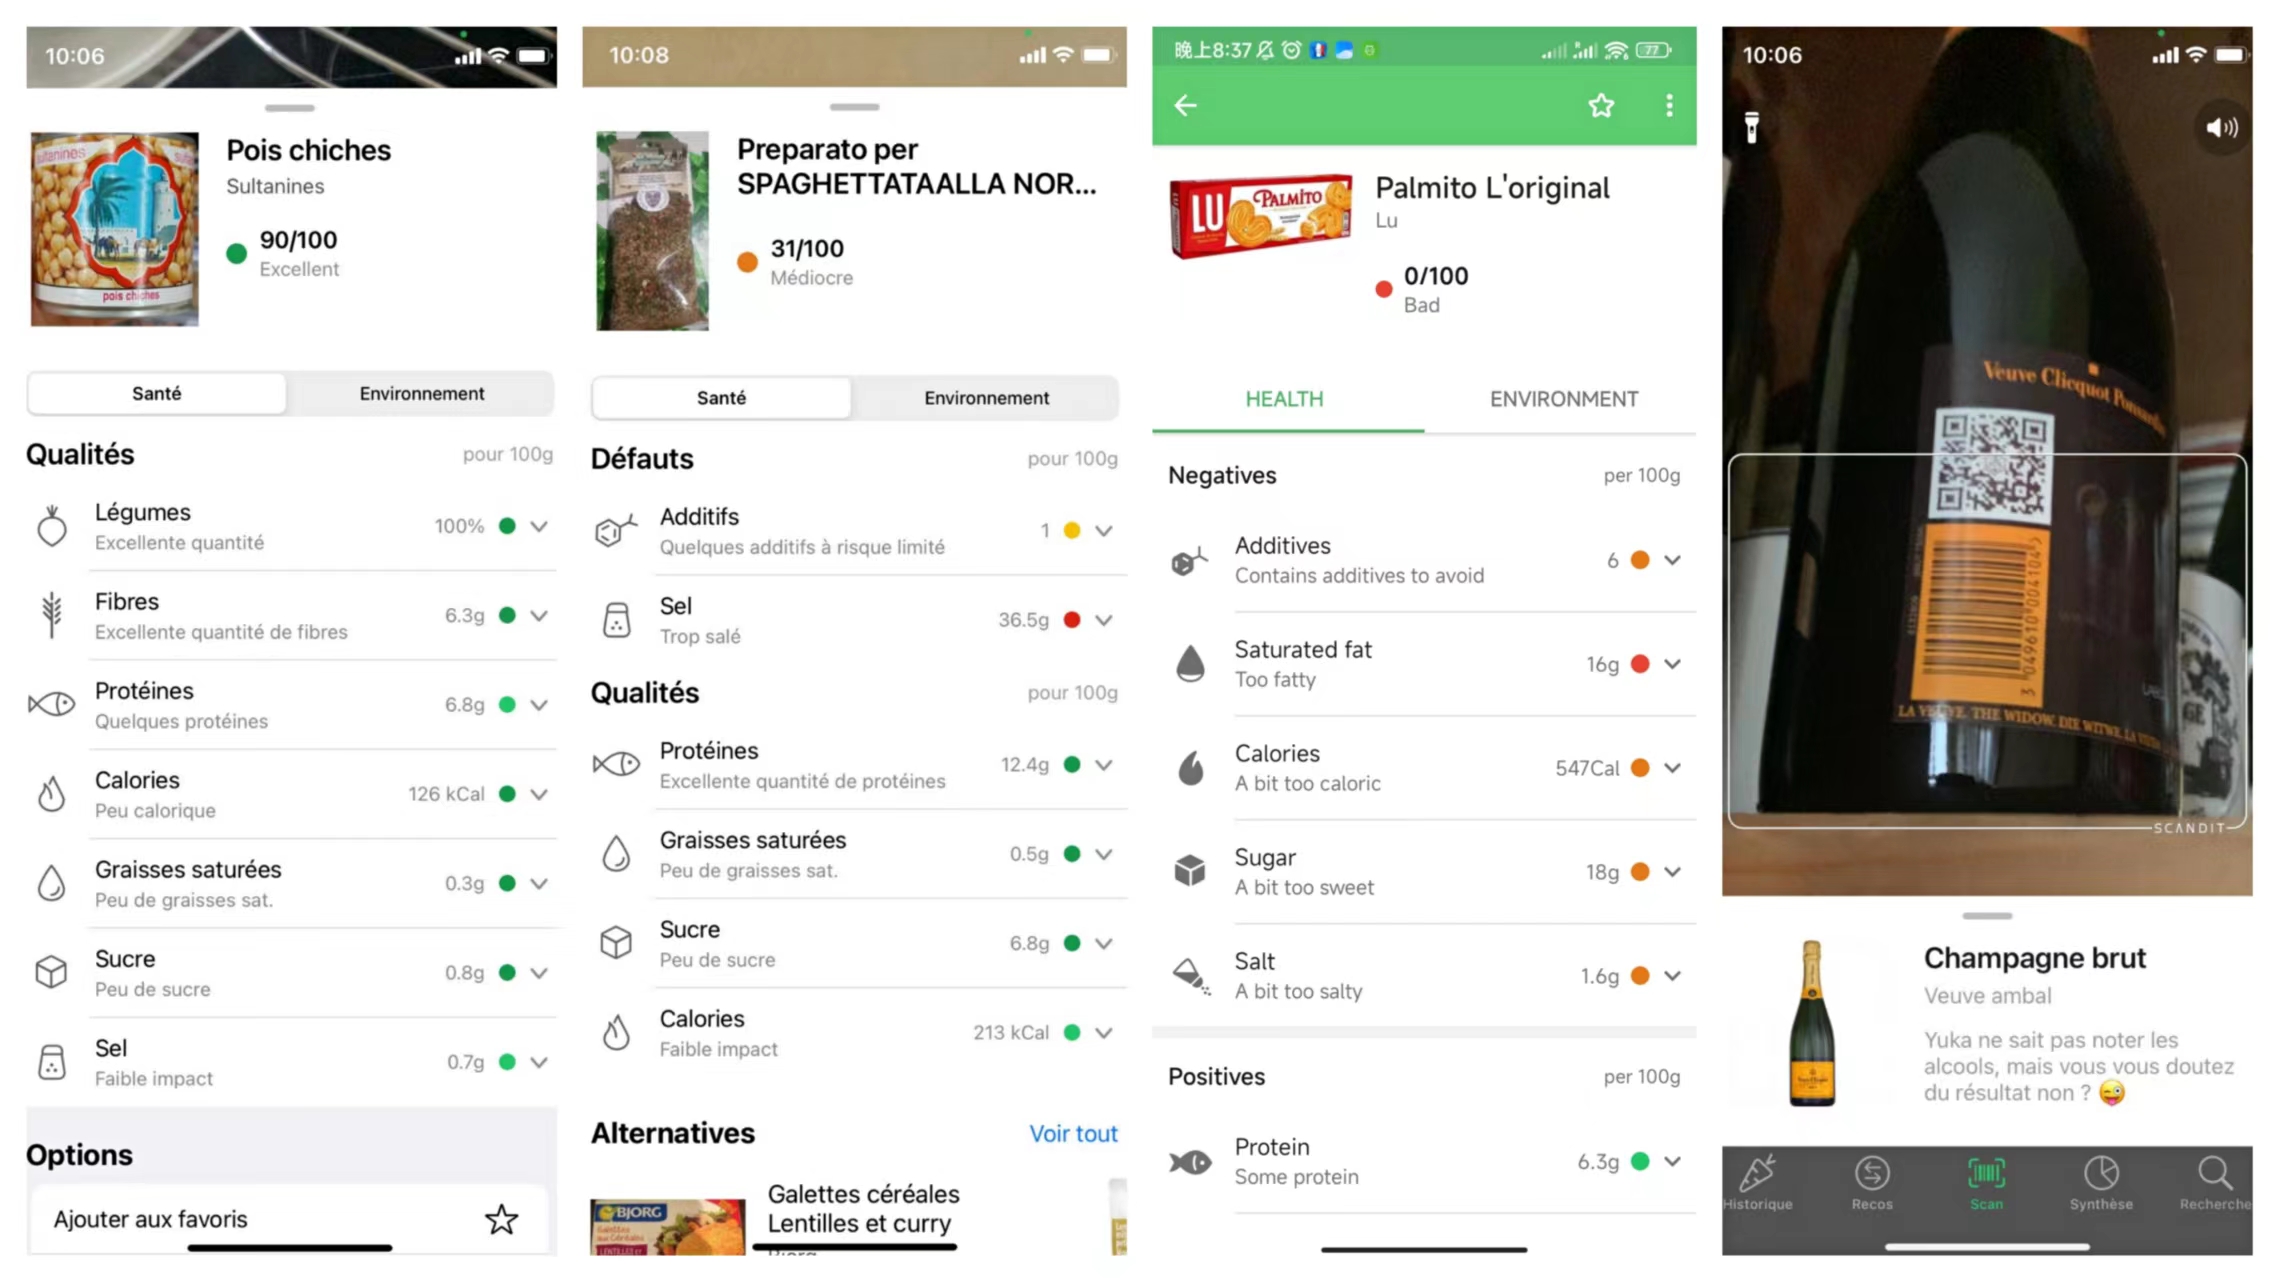 10:06
sultanines
pois chiches
Pois chiches
Sultanines
90/100
Excellent
Santé
Environnement
Qualités
pour 100g
Légumes
100%
Excellente quantité
Fibres
6.3g
Excellente quantité de fibres
Protéines
6.8g
Quelques protéines
Calories
126 kCal
Peu calorique
Graisses saturées
0.3g
Peu de graisses sat.
Sucre
0.8g
Peu de sucre
Sel
0.7g
Faible impact
Options
Ajouter aux favoris
10:08
Preparato per
SPAGHETTATAALLA NOR...
31/100
Médiocre
Santé
Environnement
Défauts
pour 100g
Additifs
1
Quelques additifs à risque limité
Sel
36.5g
Trop salé
Qualités
pour 100g
Protéines
12.4g
Excellente quantité de protéines
Graisses saturées
0.5g
Peu de graisses sat.
Sucre
6.8g
Peu de sucre
Calories
213 kCal
Faible impact
Alternatives
Voir tout
BJORG
Galettes céréales
Lentilles et curry
晚上8:37
77
LU
PALMITO
Palmito L'original
Lu
0/100
Bad
HEALTH
ENVIRONMENT
Negatives
per 100g
Additives
6
Contains additives to avoid
Saturated fat
16g
Too fatty
Calories
547Cal
A bit too caloric
Sugar
18g
A bit too sweet
Salt
1.6g
A bit too salty
Positives
per 100g
Protein
6.3g
Some protein
10:06
Veuve Clicquot
3 049610 004104
THE WIDOW. DIE WITWE.
SCANDIT
Champagne brut
Veuve ambal
Yuka ne sait pas noter les
alcools, mais vous vous doutez
du résultat non ? 😜
Historique
Recos
Scan
Synthèse
Recherche